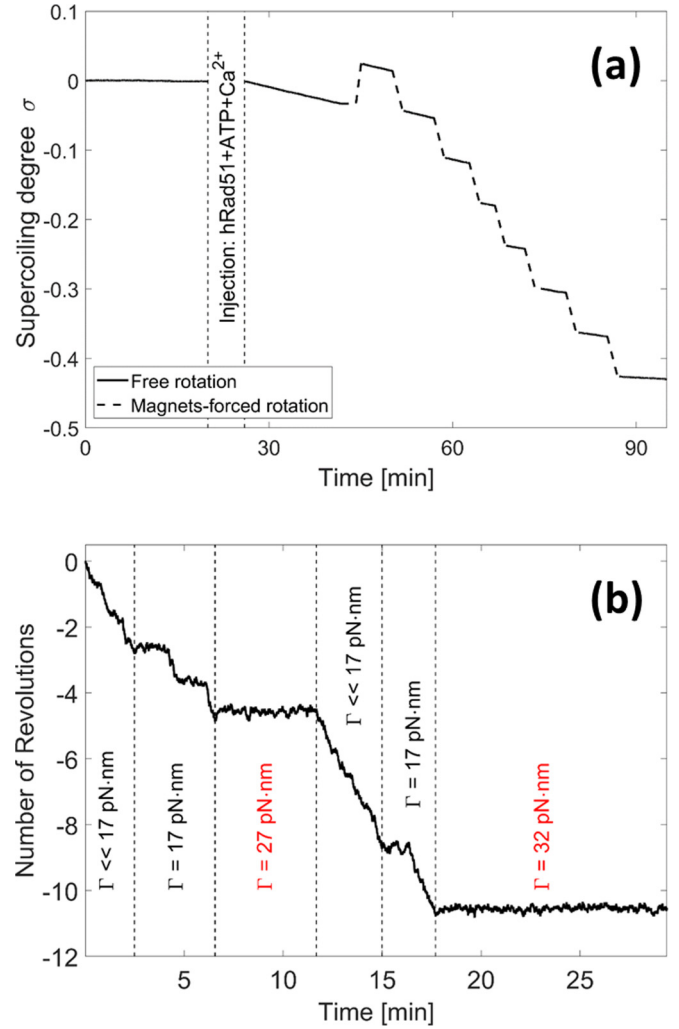 (a)
Supercoiling degree σ
0.1
0
-0.1
-0.2
-0.3
-0.4
-0.5
Injection: hRad51+ATP+Ca²⁺
Free rotation
Magnets-forced rotation
0
30
60
90
Time [min]
(b)
Number of Revolutions
0
-2
-4
-6
-8
-10
-12
Γ << 17 pN·nm
Γ = 17 pN·nm
Γ = 27 pN·nm
Γ << 17 pN·nm
Γ = 17 pN·nm
Γ = 32 pN·nm
5
10
15
20
25
Time [min]